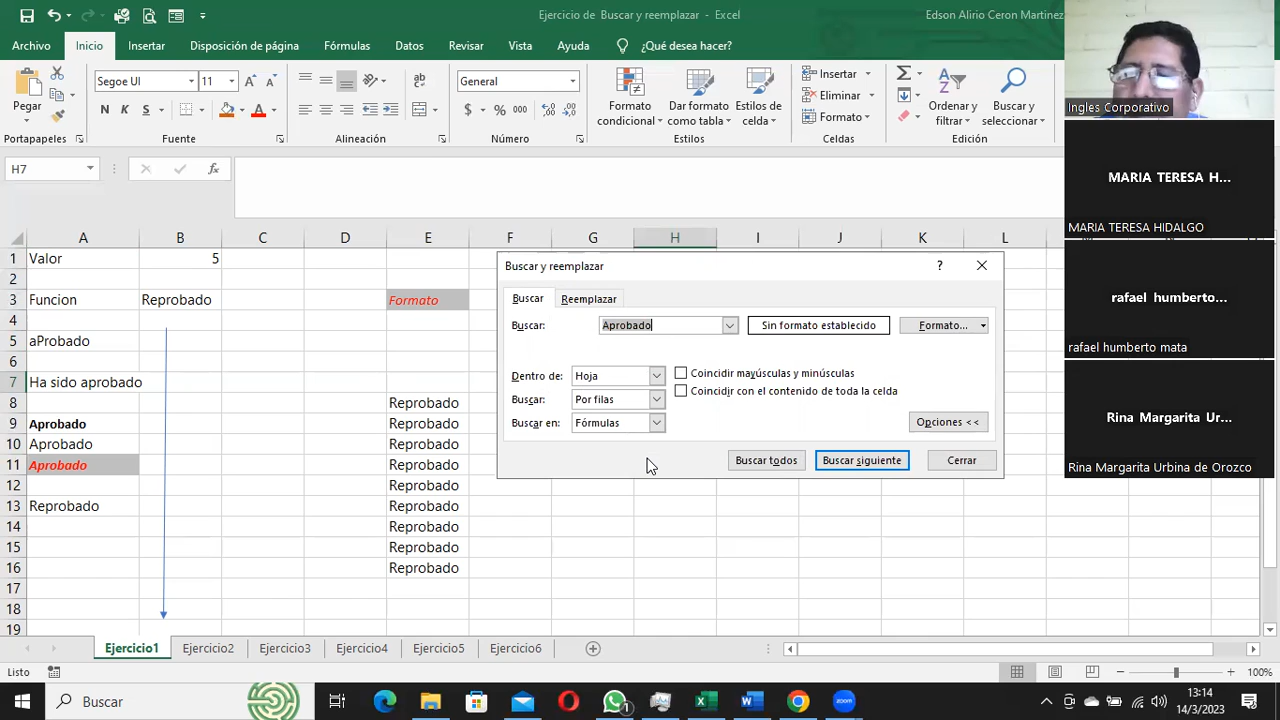 Ejercicio de Buscar y reemplazar - Excel
Edson Alirio Ceron Martinez
Archivo Inicio Insertar Disposición de página Fórmulas Datos Revisar Vista Ayuda ¿Qué desea hacer?
Pegar
Segoe UI 11
N K S
ab
General
$ % 000
Formato condicional
Dar formato como tabla
Estilos de celda
Insertar
Eliminar
Formato
Ordenar y filtrar
Buscar y seleccionar
Portapapeles Fuente Alineación Número Estilos Celdas Edición
H7
fx
A B C D E F G H I J K L
1 Valor 5
2
3 Funcion Reprobado Formato
4
5 aProbado
6
7 Ha sido aprobado
8 Reprobado
9 Aprobado Reprobado
10 Aprobado Reprobado
11 Aprobado Reprobado
12 Reprobado
13 Reprobado Reprobado
14 Reprobado
15 Reprobado
16 Reprobado
17
18
19
Buscar y reemplazar ?
Buscar Reemplazar
Buscar: Aprobado Sin formato establecido Formato...
Dentro de: Hoja Coincidir mayúsculas y minúsculas
Coincidir con el contenido de toda la celda
Buscar: Por filas
Buscar en: Fórmulas Opciones <<
Buscar todos Buscar siguiente Cerrar
Ingles Corporativo
MARIA TERESA H...
MARIA TERESA HIDALGO
rafael humberto...
rafael humberto mata
Rina Margarita Ur...
Rina Margarita Urbina de Orozco
Ejercicio1 Ejercicio2 Ejercicio3 Ejercicio4 Ejercicio5 Ejercicio6
Listo
100%
Buscar
1
13:14
14/3/2023